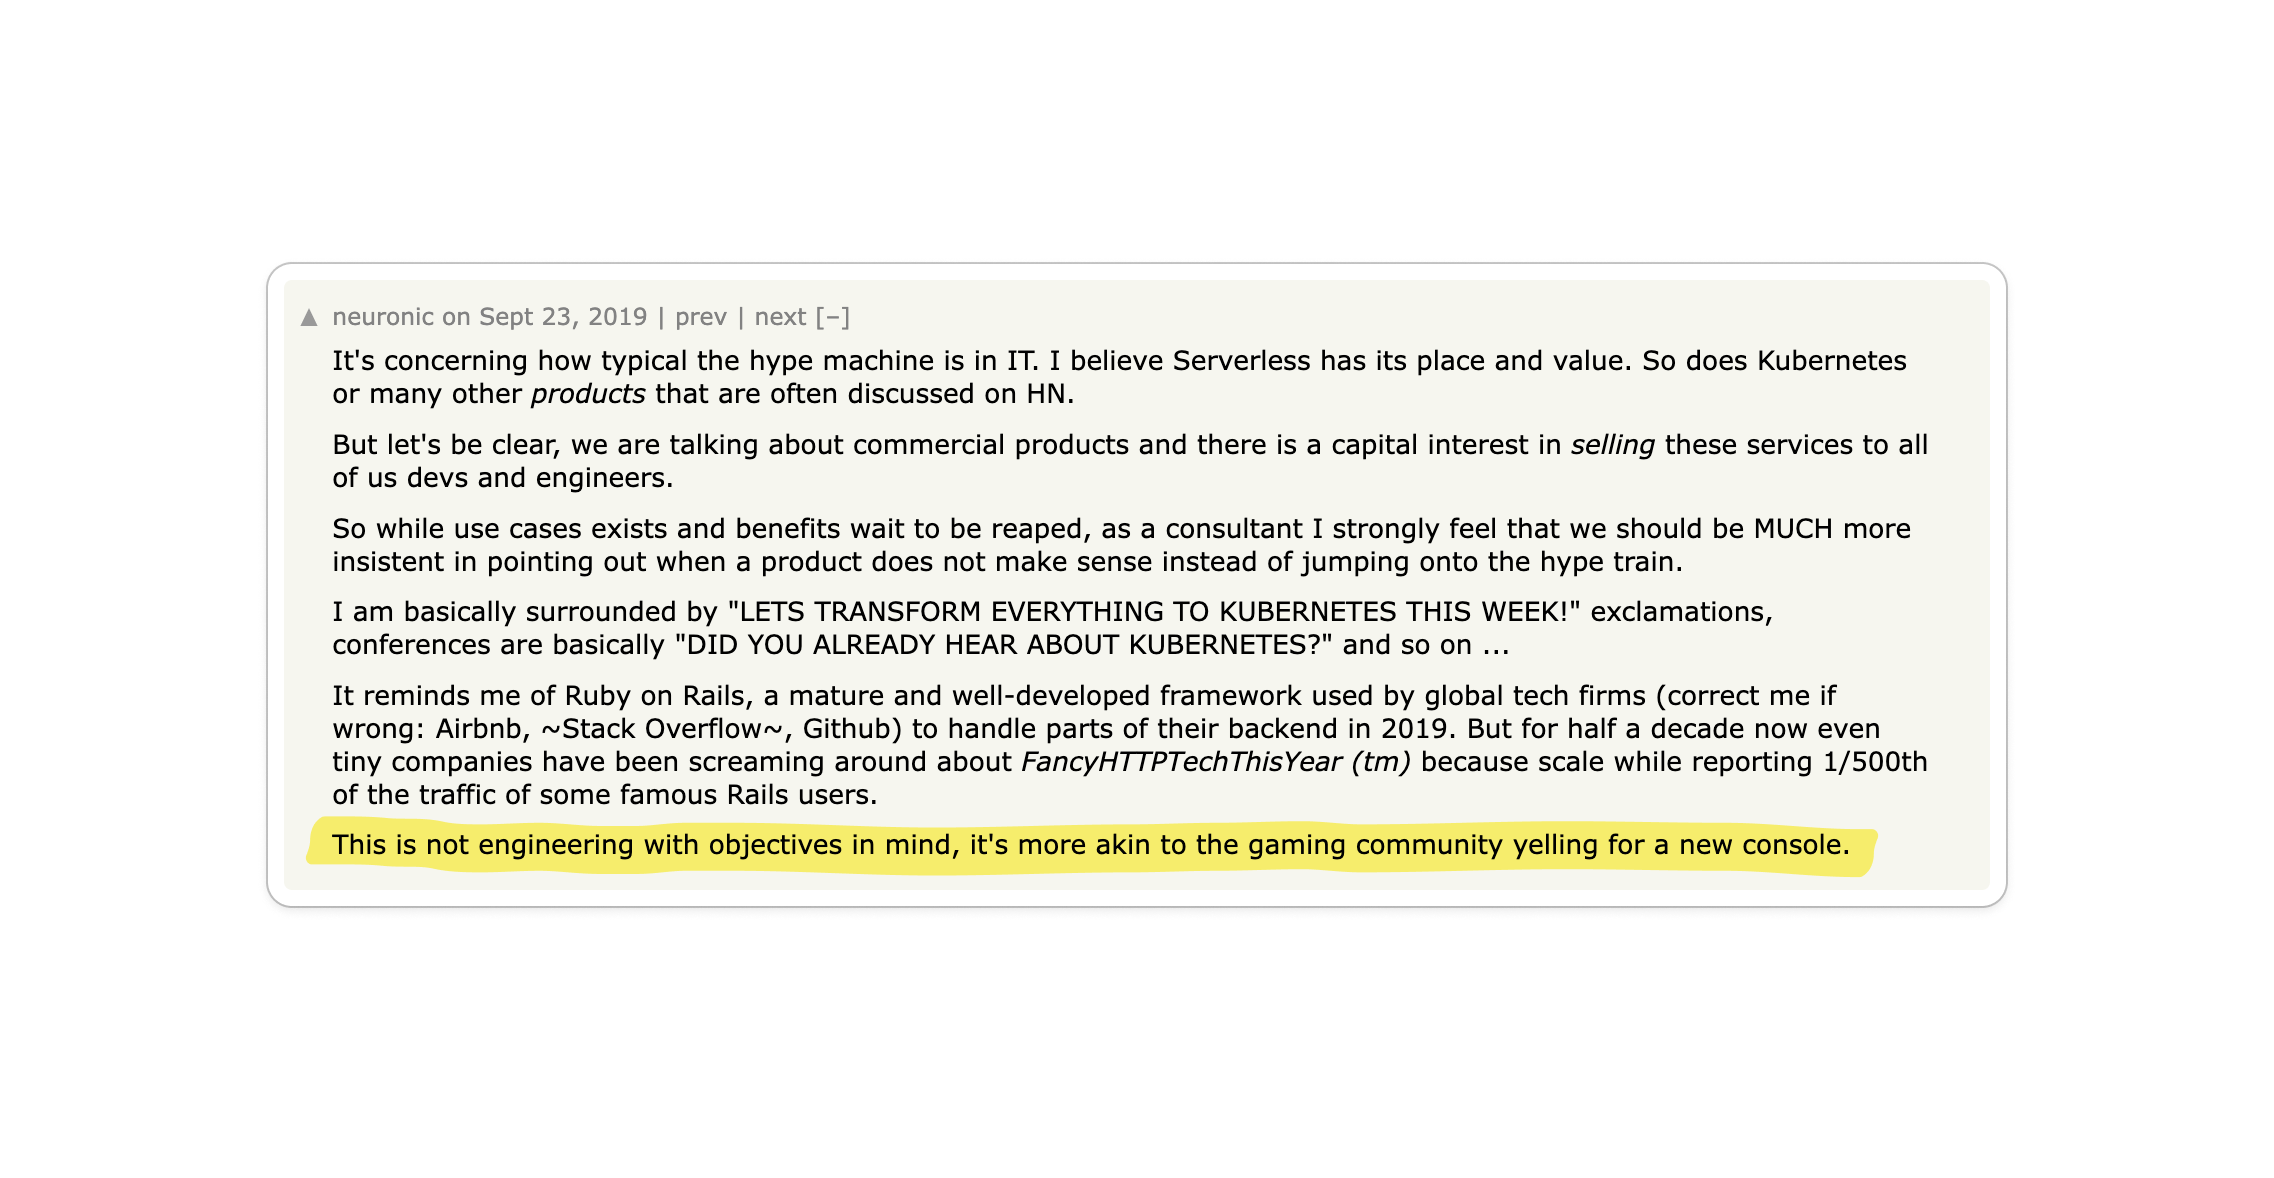 ▲ neuronic on Sept 23, 2019 | prev | next [–]
It's concerning how typical the hype machine is in IT. I believe Serverless has its place and value. So does Kubernetes
or many other products that are often discussed on HN.
But let's be clear, we are talking about commercial products and there is a capital interest in selling these services to all
of us devs and engineers.
So while use cases exists and benefits wait to be reaped, as a consultant I strongly feel that we should be MUCH more
insistent in pointing out when a product does not make sense instead of jumping onto the hype train.
I am basically surrounded by "LETS TRANSFORM EVERYTHING TO KUBERNETES THIS WEEK!" exclamations,
conferences are basically "DID YOU ALREADY HEAR ABOUT KUBERNETES?" and so on ...
It reminds me of Ruby on Rails, a mature and well-developed framework used by global tech firms (correct me if
wrong: Airbnb, ~Stack Overflow~, Github) to handle parts of their backend in 2019. But for half a decade now even
tiny companies have been screaming around about FancyHTTPTechThisYear (tm) because scale while reporting 1/500th
of the traffic of some famous Rails users.
This is not engineering with objectives in mind, it's more akin to the gaming community yelling for a new console.